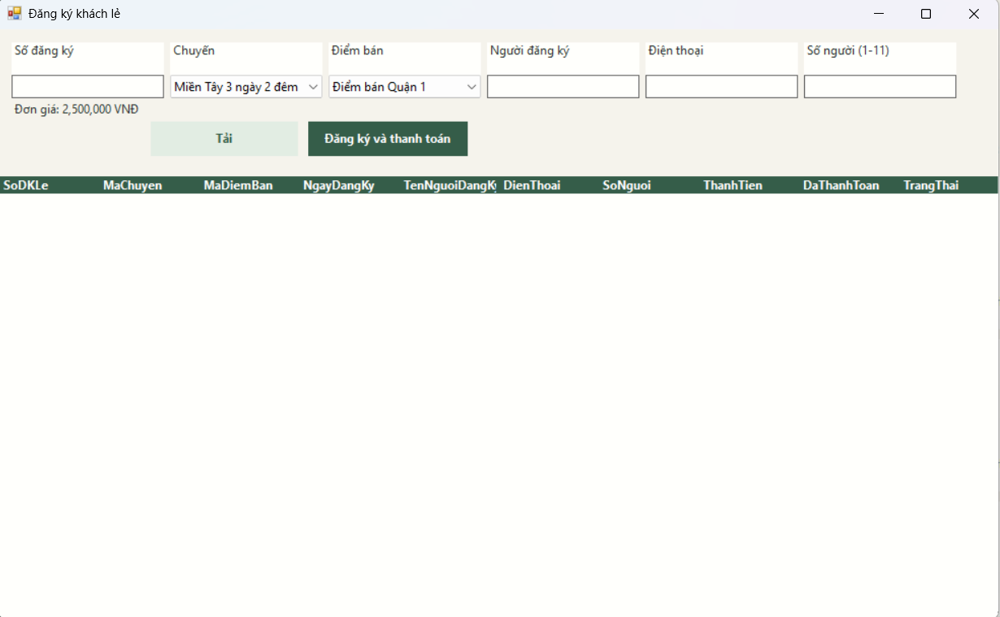 Đăng ký khách lẻ
Số đăng ký Chuyến Điểm bán Người đăng ký Điện thoại Số người (1-11)
Miền Tây 3 ngày 2 đêm Điểm bán Quận 1
Đơn giá: 2,500,000 VNĐ
Tải Đăng ký và thanh toán
SoDKLe MaChuyen MaDiemBan NgayDangKy TenNguoiDangKy DienThoai SoNguoi ThanhTien DaThanhToan TrangThai